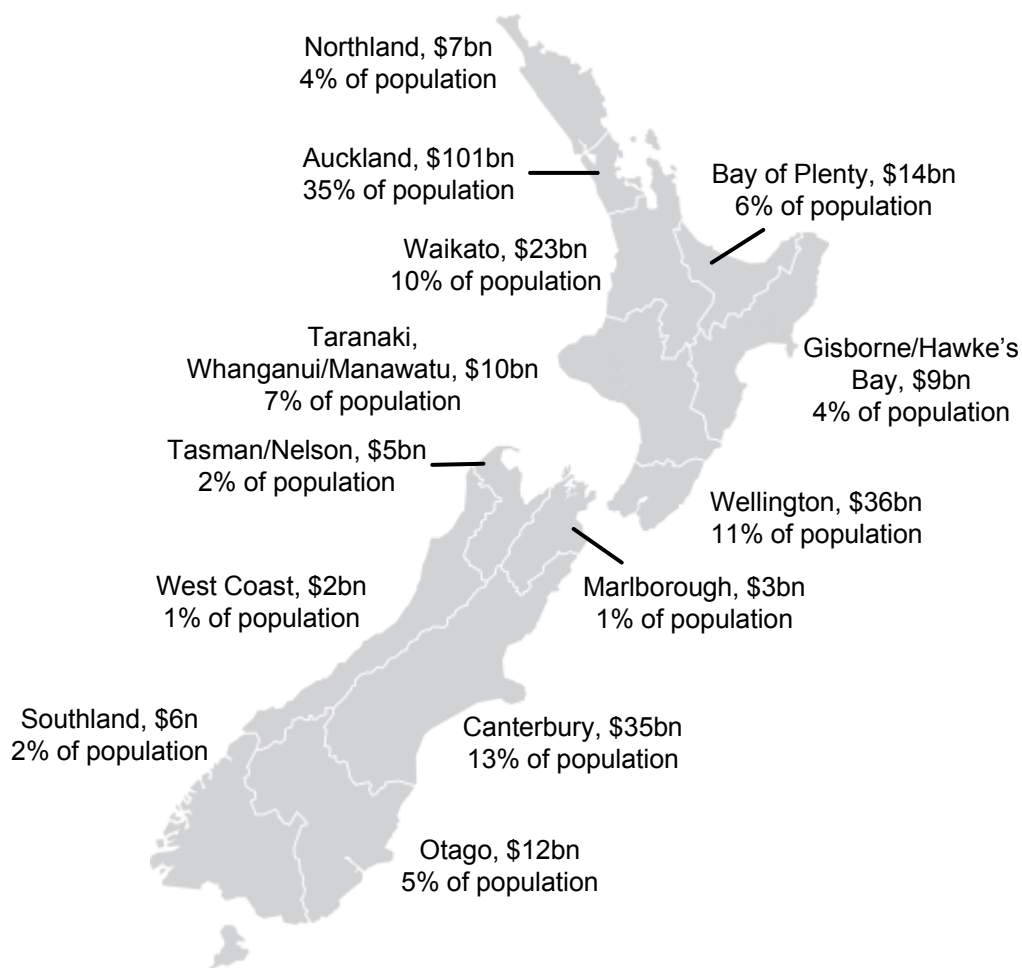 Northland, $7bn
4% of population
Auckland, $101bn
35% of population
Bay of Plenty, $14bn
6% of population
Waikato, $23bn
10% of population
Taranaki,
Whanganui/Manawatu, $10bn
7% of population
Gisborne/Hawke's
Bay, $9bn
4% of population
Tasman/Nelson, $5bn
2% of population
Wellington, $36bn
11% of population
West Coast, $2bn
1% of population
Marlborough, $3bn
1% of population
Southland, $6n
2% of population
Canterbury, $35bn
13% of population
Otago, $12bn
5% of population